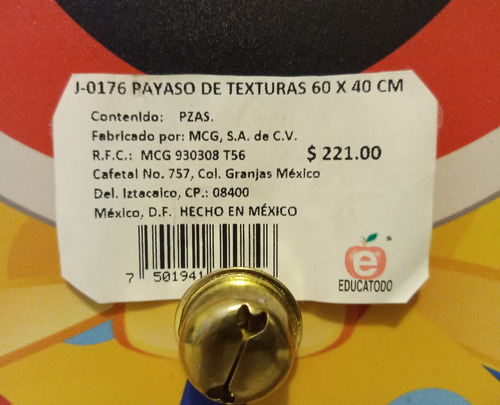 J-0176 PAYASO DE TEXTURAS 60 X 40 CM
Contenido: PZAS.
Fabricado por: MCG, S.A. de C.V.
R.F.C.: MCG 930308 T56 $ 221.00
Cafetal No. 757, Col. Granjas México
Del. Iztacalco, CP.: 08400
México, D.F. HECHO EN MÉXICO
7 501941
e
EDUCATODO